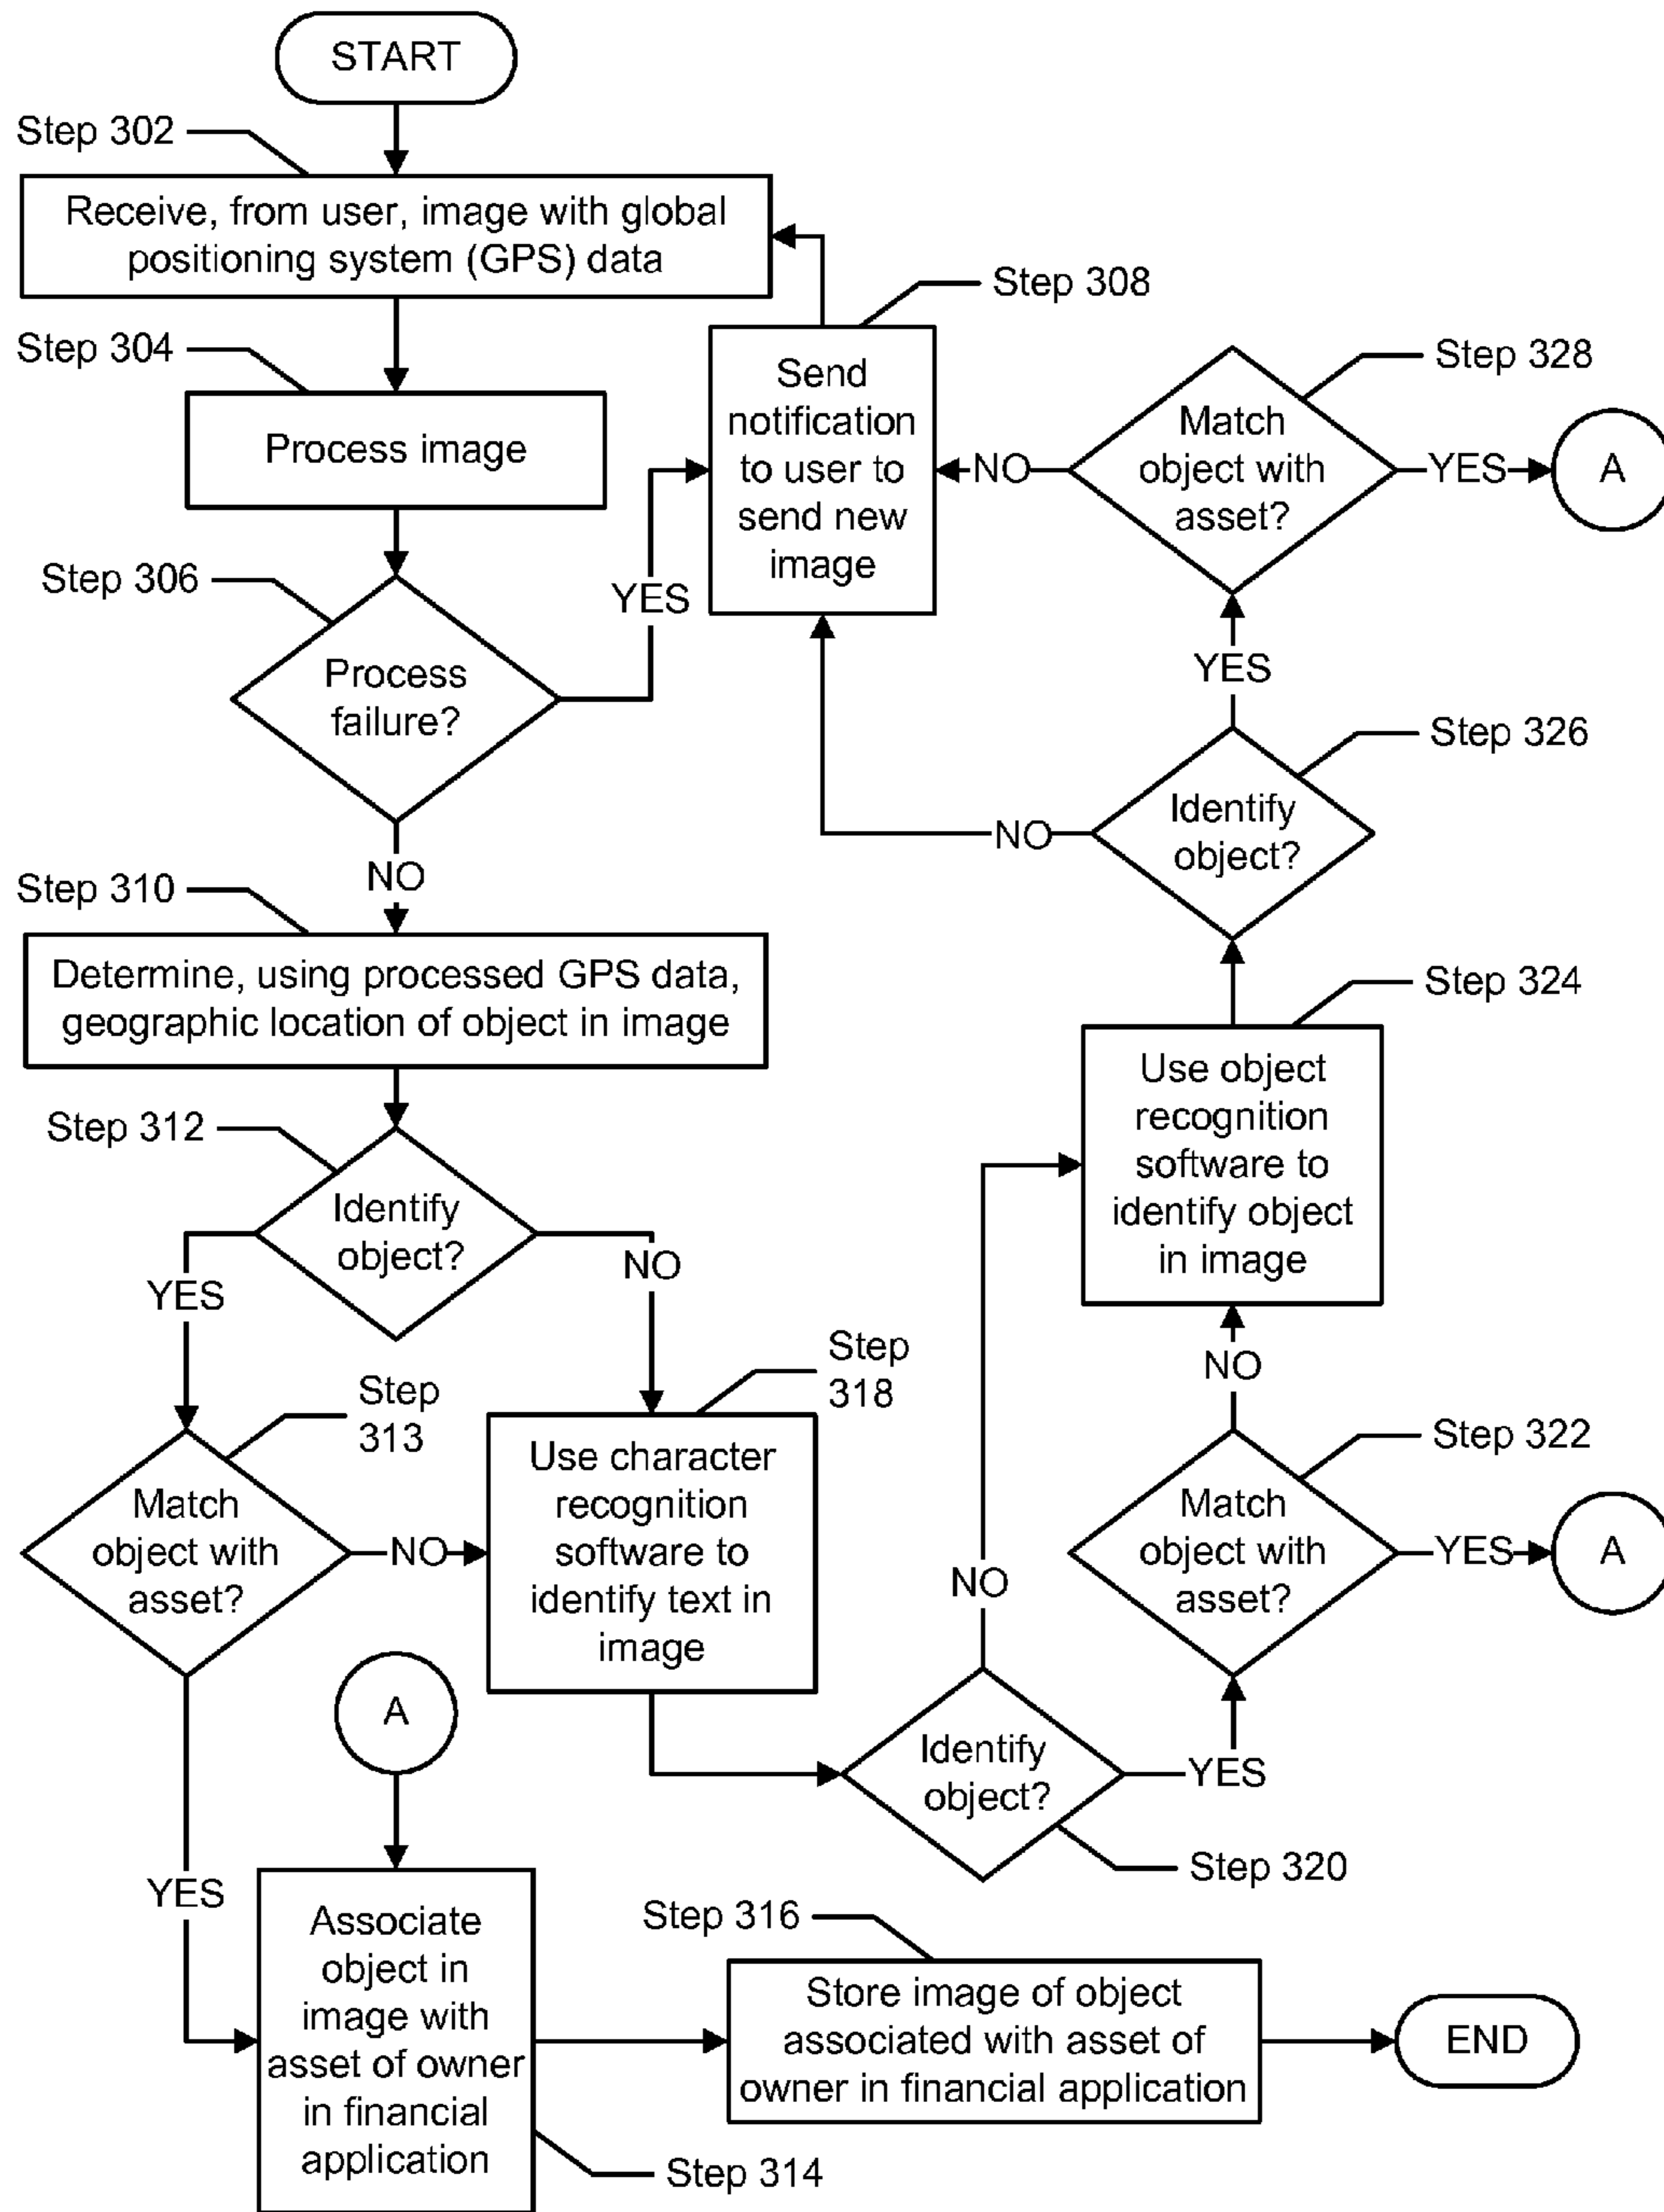 START
Step 302
Receive, from user, image with global
positioning system (GPS) data
Step 304
Process image
Step 306
Process
failure?
YES
NO
Step 308
Send
notification
to user to
send new
image
Step 310
Determine, using processed GPS data,
geographic location of object in image
Step 312
Identify
object?
YES
NO
Step
313
Match
object with
asset?
NO
YES
Step
318
Use character
recognition
software to
identify text in
image
Step 320
Identify
object?
NO
YES
Step 322
Match
object with
asset?
YES
A
NO
Step 324
Use object
recognition
software to
identify object
in image
Step 326
Identify
object?
NO
YES
Step 328
Match
object with
asset?
NO
YES
A
A
Step 314
Associate
object in
image with
asset of owner
in financial
application
Step 316
Store image of object
associated with asset of
owner in financial application
END